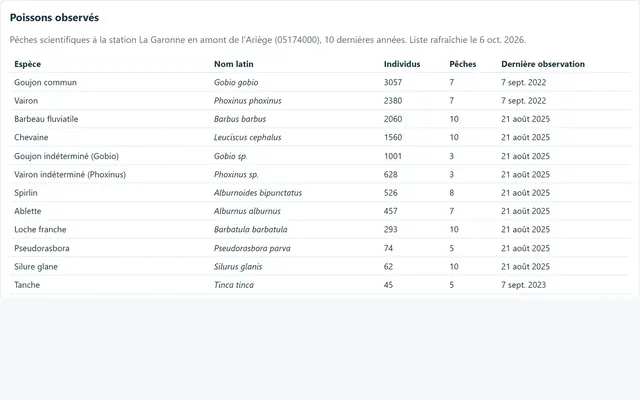 Poissons observés
Pêches scientifiques à la station La Garonne en amont de l'Ariège (05174000), 10 dernières années. Liste rafraîchie le 6 oct. 2026.
Espèce Nom latin Individus Pêches Dernière observation
Goujon commun Gobio gobio 3057 7 7 sept. 2022
Vairon Phoxinus phoxinus 2380 7 7 sept. 2022
Barbeau fluviatile Barbus barbus 2060 10 21 août 2025
Chevaine Leuciscus cephalus 1560 10 21 août 2025
Goujon indéterminé (Gobio) Gobio sp. 1001 3 21 août 2025
Vairon indéterminé (Phoxinus) Phoxinus sp. 628 3 21 août 2025
Spirlin Alburnoides bipunctatus 526 8 21 août 2025
Ablette Alburnus alburnus 457 7 21 août 2025
Loche franche Barbatula barbatula 293 10 21 août 2025
Pseudorasbora Pseudorasbora parva 74 5 21 août 2025
Silure glane Silurus glanis 62 10 21 août 2025
Tanche Tinca tinca 45 5 7 sept. 2023